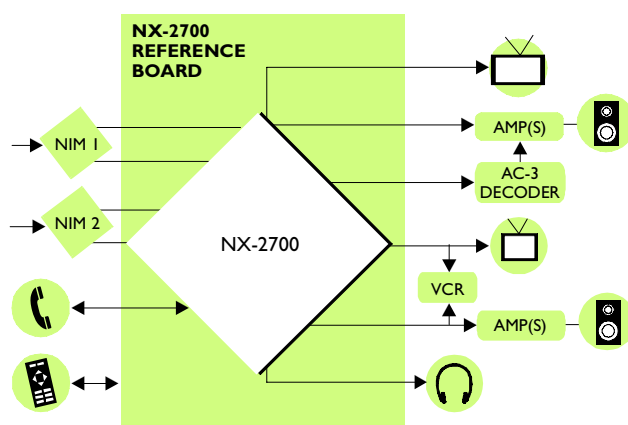 NX-2700
REFERENCE
BOARD
NIM 1
NIM 2
NX-2700
AMP(S)
AC-3
DECODER
VCR
AMP(S)